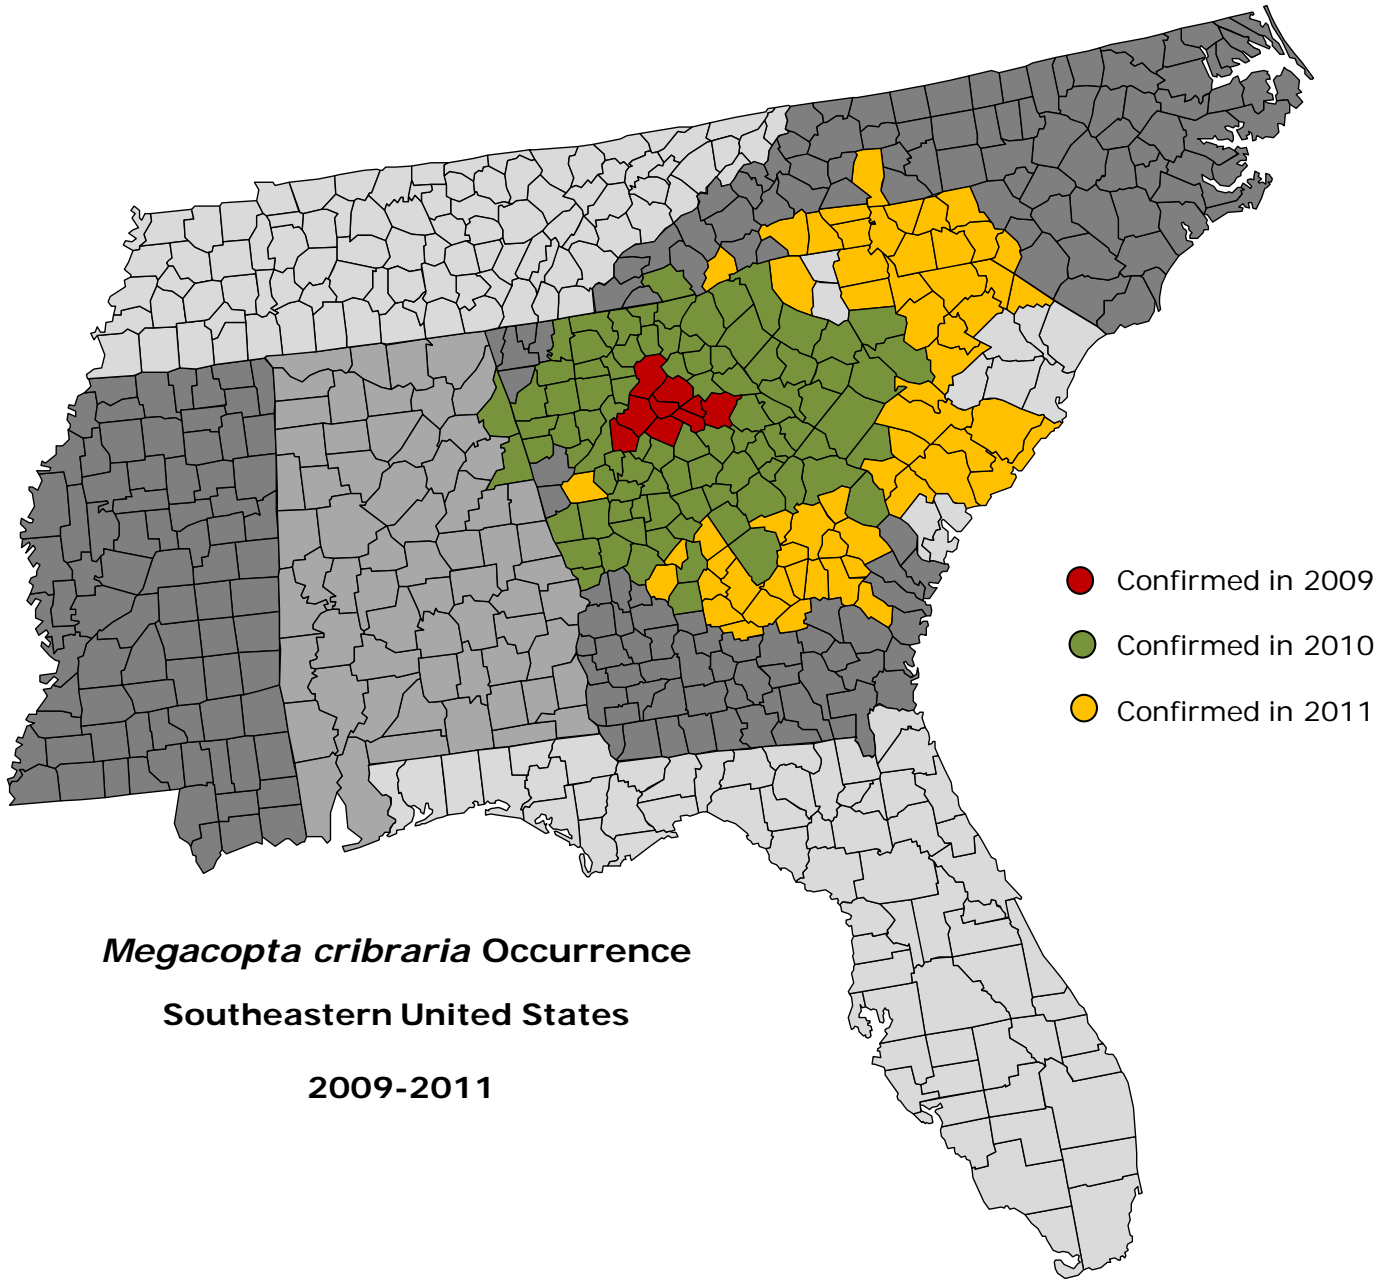 Confirmed in 2009
Confirmed in 2010
Confirmed in 2011
Megacopta cribraria Occurrence
Southeastern United States
2009-2011